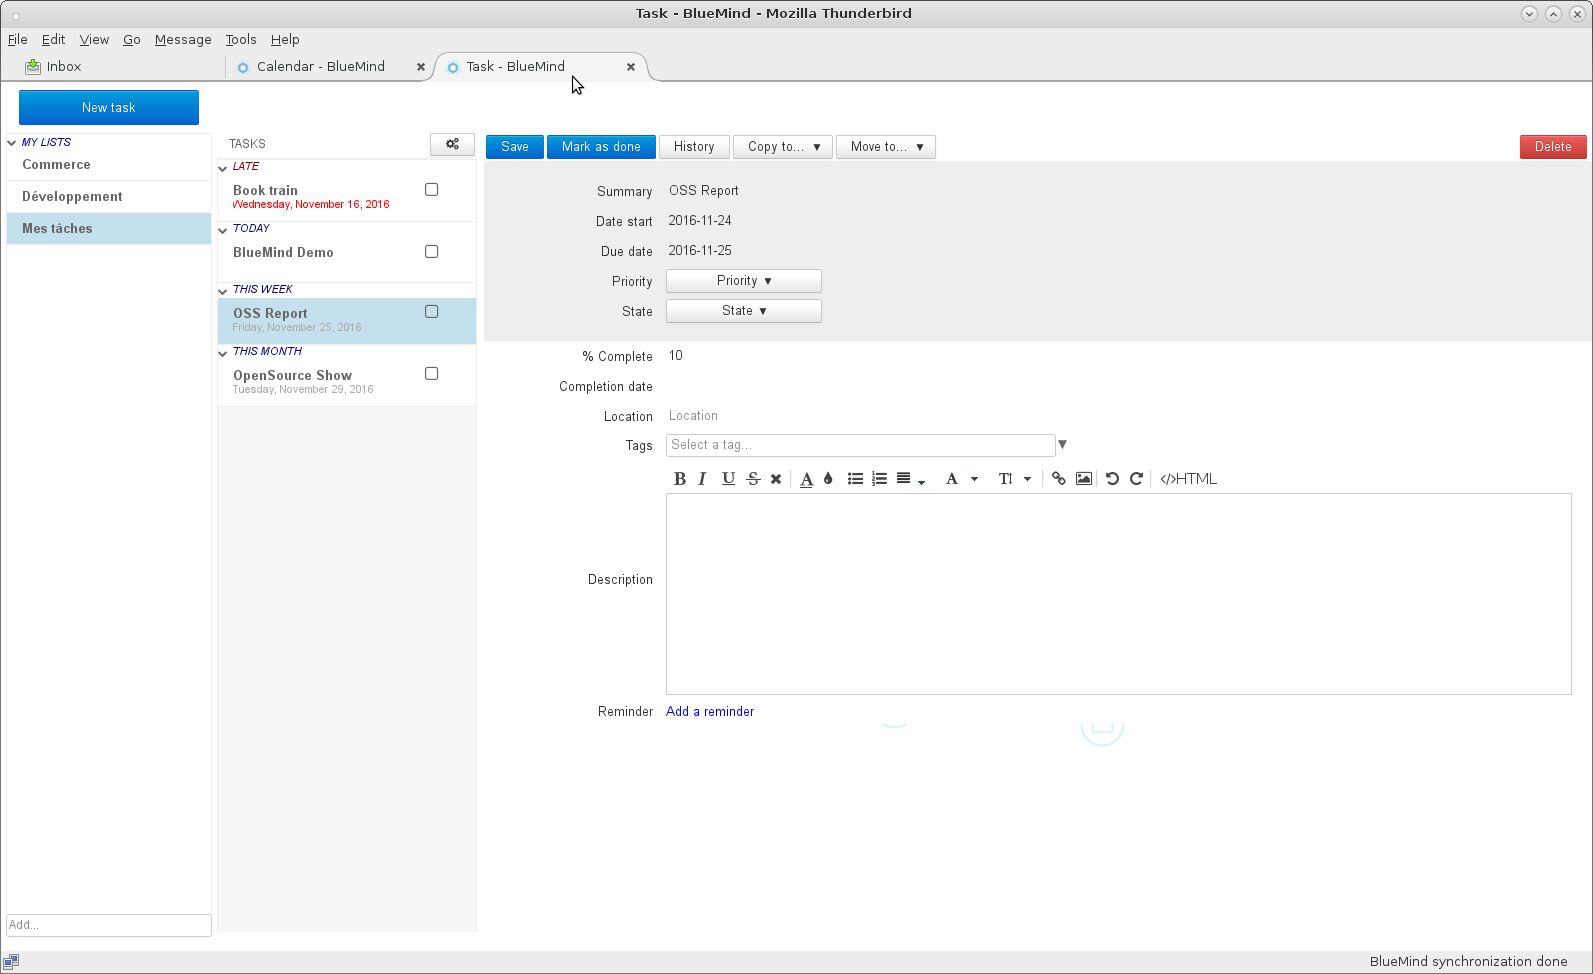 Task - BlueMind - Mozilla Thunderbird
File Edit View Go Message Tools Help
Inbox
Calendar - BlueMind
Task - BlueMind
New task
MY LISTS
Commerce
Développement
Mes tâches
Add...
TASKS
LATE
Book train
Wednesday, November 16, 2016
TODAY
BlueMind Demo
THIS WEEK
OSS Report
Friday, November 25, 2016
THIS MONTH
OpenSource Show
Tuesday, November 29, 2016
Save Mark as done History Copy to... ▼ Move to... ▼ Delete
Summary OSS Report
Date start 2016-11-24
Due date 2016-11-25
Priority Priority ▼
State State ▼
% Complete 10
Completion date
Location Location
Tags Select a tag...
B I U S A A TI </>HTML
Description
Reminder Add a reminder
BlueMind synchronization done